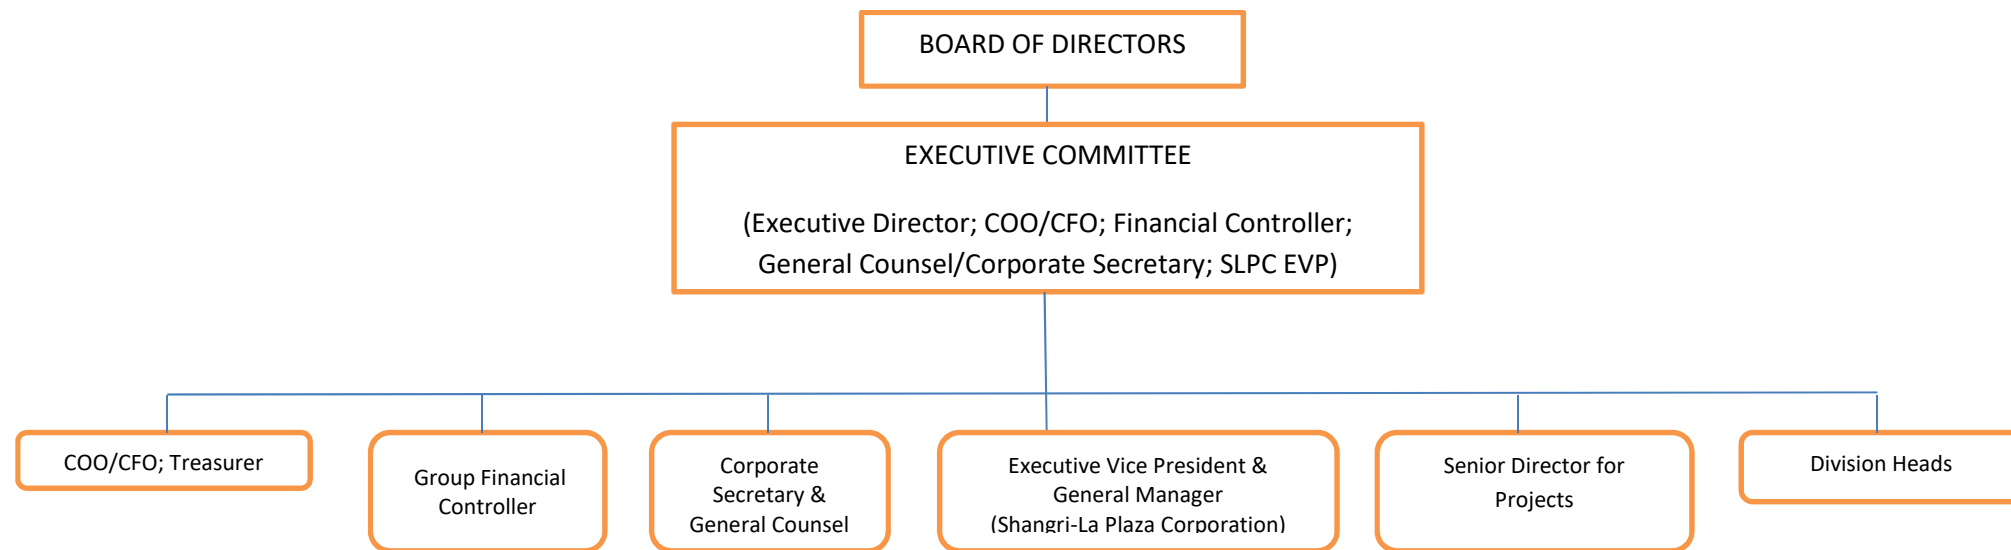 BOARD OF DIRECTORS
EXECUTIVE COMMITTEE
(Executive Director; COO/CFO; Financial Controller;
General Counsel/Corporate Secretary; SLPC EVP)
COO/CFO; Treasurer
Group Financial
Controller
Corporate
Secretary &
General Counsel
Executive Vice President &
General Manager
(Shangri-La Plaza Corporation)
Senior Director for
Projects
Division Heads